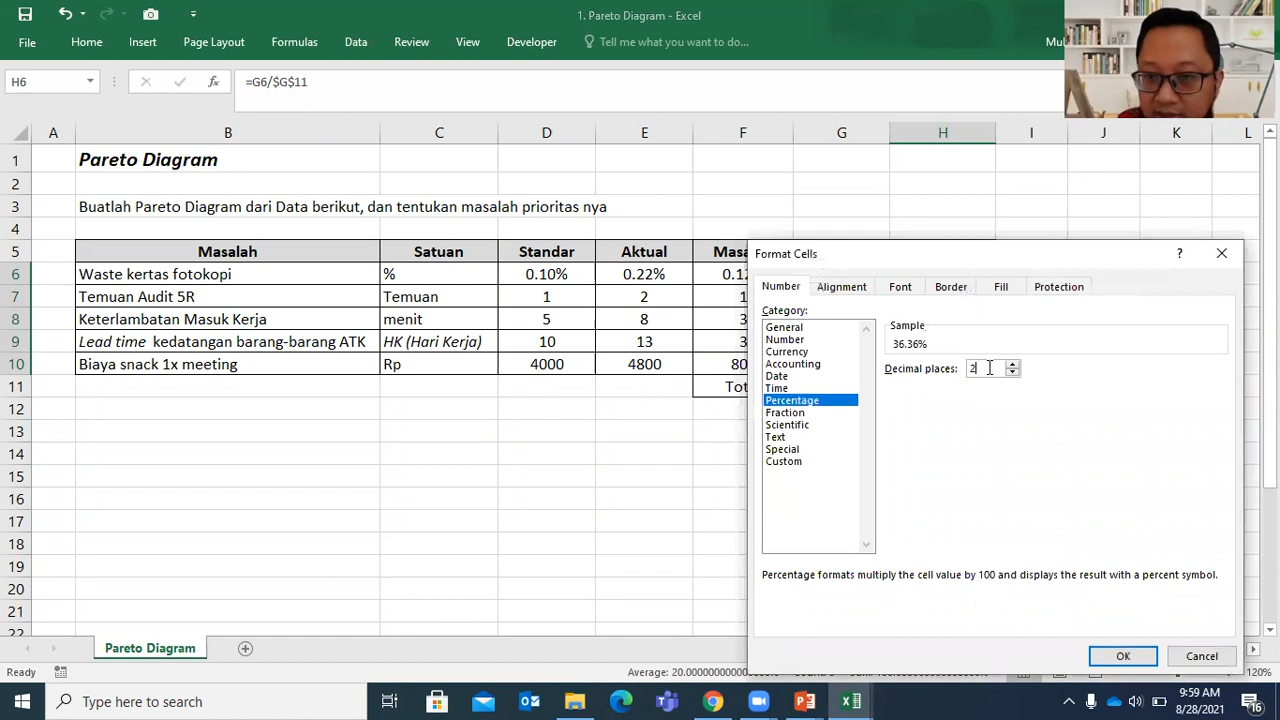 1. Pareto Diagram - Excel
File Home Insert Page Layout Formulas Data Review View Developer Tell me what you want to do...
H6 fx =G6/$G$11
A B C D E F G H I J K L
1 Pareto Diagram
2
3 Buatlah Pareto Diagram dari Data berikut, dan tentukan masalah prioritas nya
4
5 Masalah Satuan Standar Aktual
6 Waste kertas fotokopi % 0.10% 0.22%
7 Temuan Audit 5R Temuan 1 2
8 Keterlambatan Masuk Kerja menit 5 8
9 Lead time kedatangan barang-barang ATK HK (Hari Kerja) 10 13
10 Biaya snack 1x meeting Rp 4000 4800
11
12
13
14
15
16
17
18
19
20
21
22
Format Cells ?
Number Alignment Font Border Fill Protection
Category:
General
Number
Currency
Accounting
Date
Time
Percentage
Fraction
Scientific
Text
Special
Custom
Sample
36.36%
Decimal places: 2
Percentage formats multiply the cell value by 100 and displays the result with a percent symbol.
OK Cancel
Pareto Diagram
Ready
120%
Type here to search
9:59 AM
8/28/2021
16